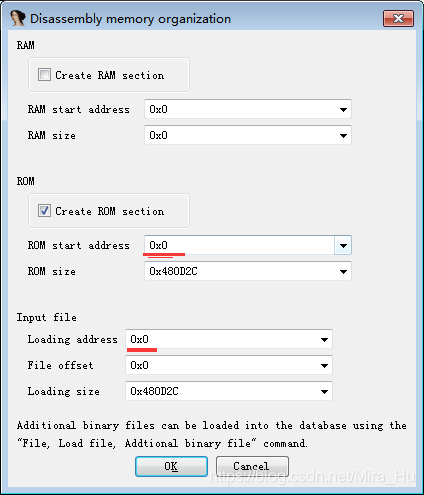 Disassembly memory organization
RAM
Create RAM section
RAM start address 0x0
RAM size 0x0
ROM
Create ROM section
ROM start address 0x0
ROM size 0x480D2C
Input file
Loading address 0x0
File offset 0x0
Loading size 0x480D2C
Additional binary files can be loaded into the database using the
"File, Load file, Addtional binary file" command.
OK Cancel
https://blog.csdn.net/Mira_Hu